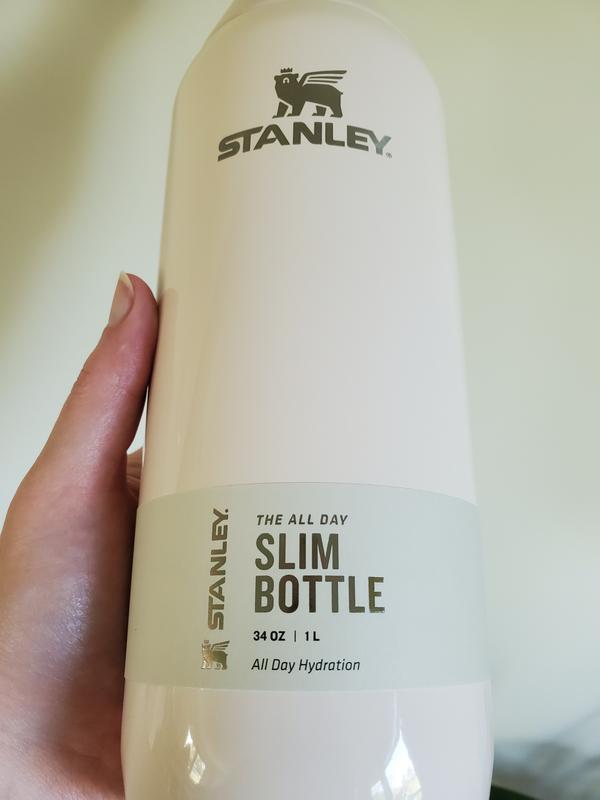 STANLEY®
STANLEY®
THE ALL DAY
SLIM
BOTTLE
34 OZ | 1 L
All Day Hydration